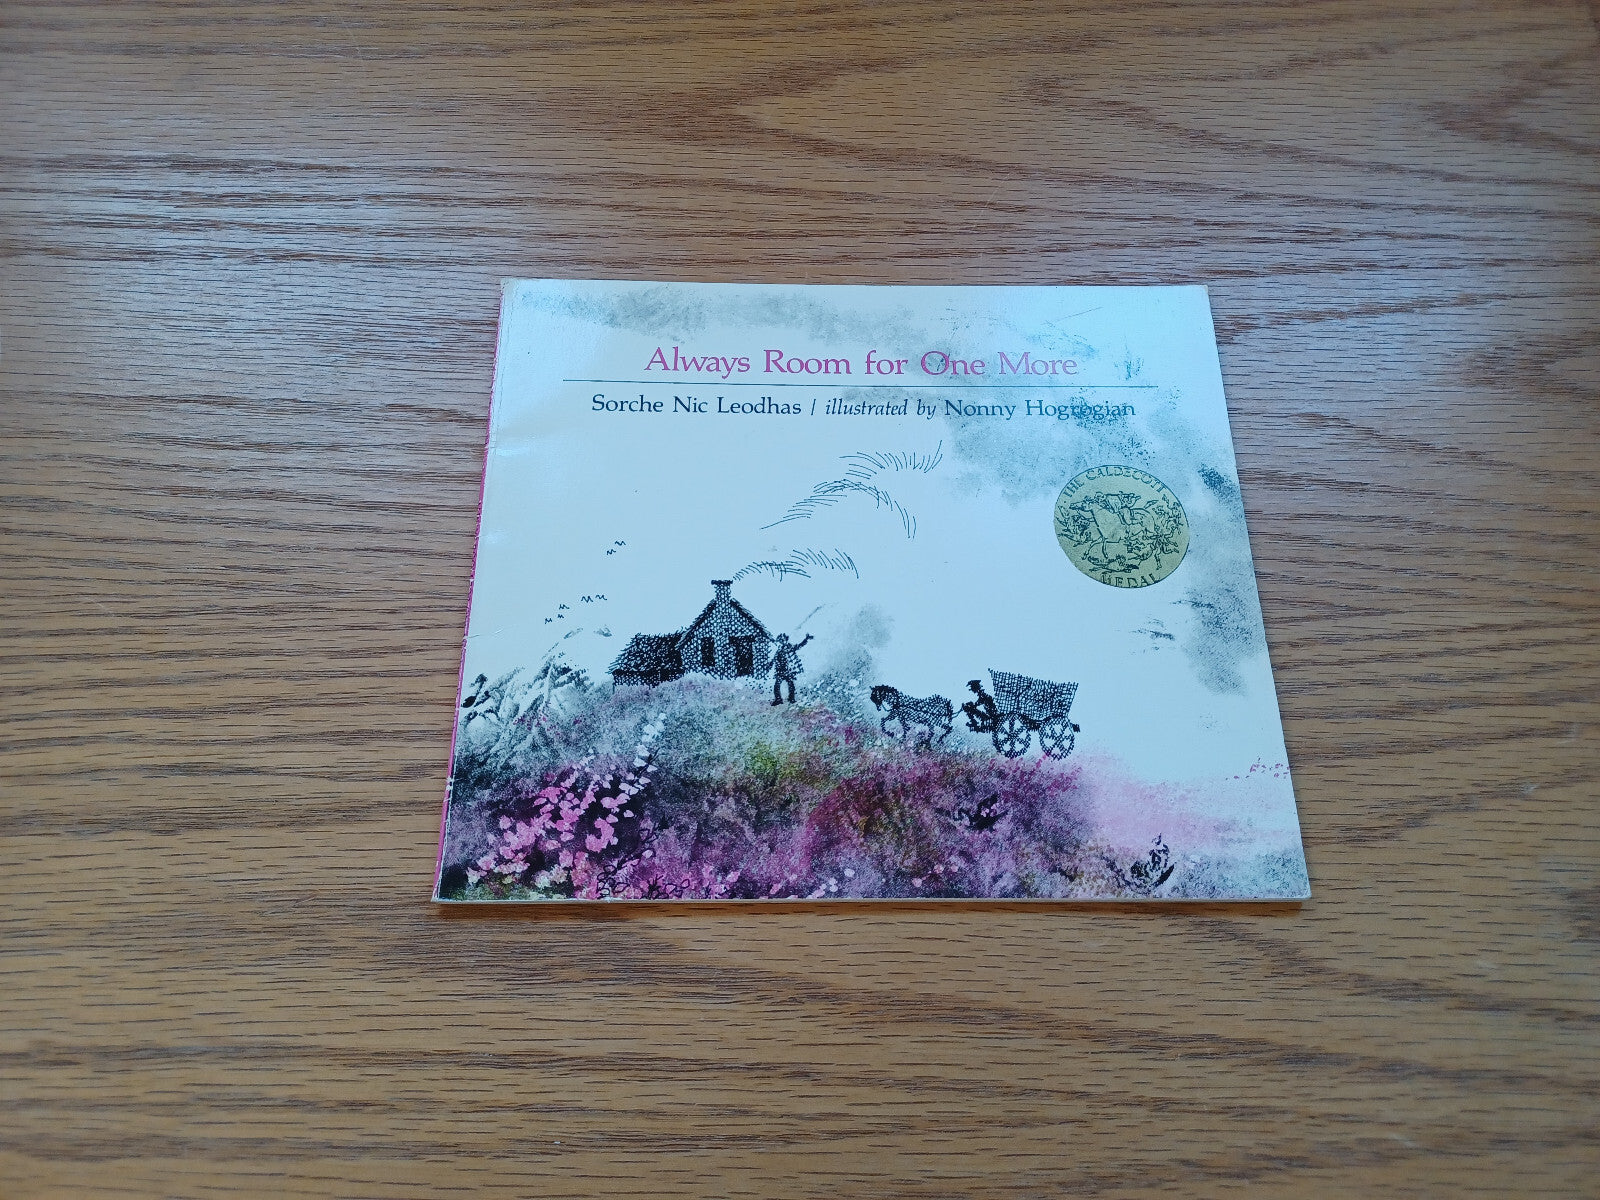 Always Room for One More
Sorche Nic Leodhas / illustrated by Nonny Hogrogian
THE CALDECOTT
MEDAL